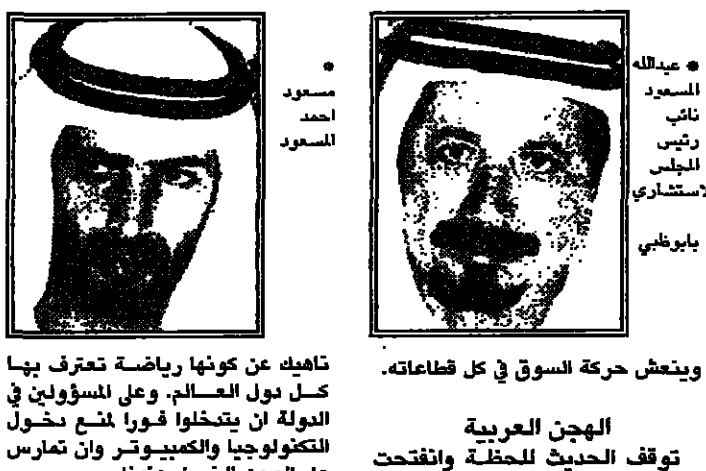 * عبدالله
المسعود
نائب
رئيس
المجلس
الاستشاري
بابوظبي
وينعش حركة السوق في كل قطاعاته.
الهجن العربية
توقف الحديث للحظة وانفتحت
*
مسعود
احمد
المسعود
ناهيك عن كونها رياضة تعترف بها
كل دول العالم. وعلى المسؤولين في
الدولة ان يتدخلوا فورا لمنع دخول
التكنولوجيا والكمبيوتر وان تمارس